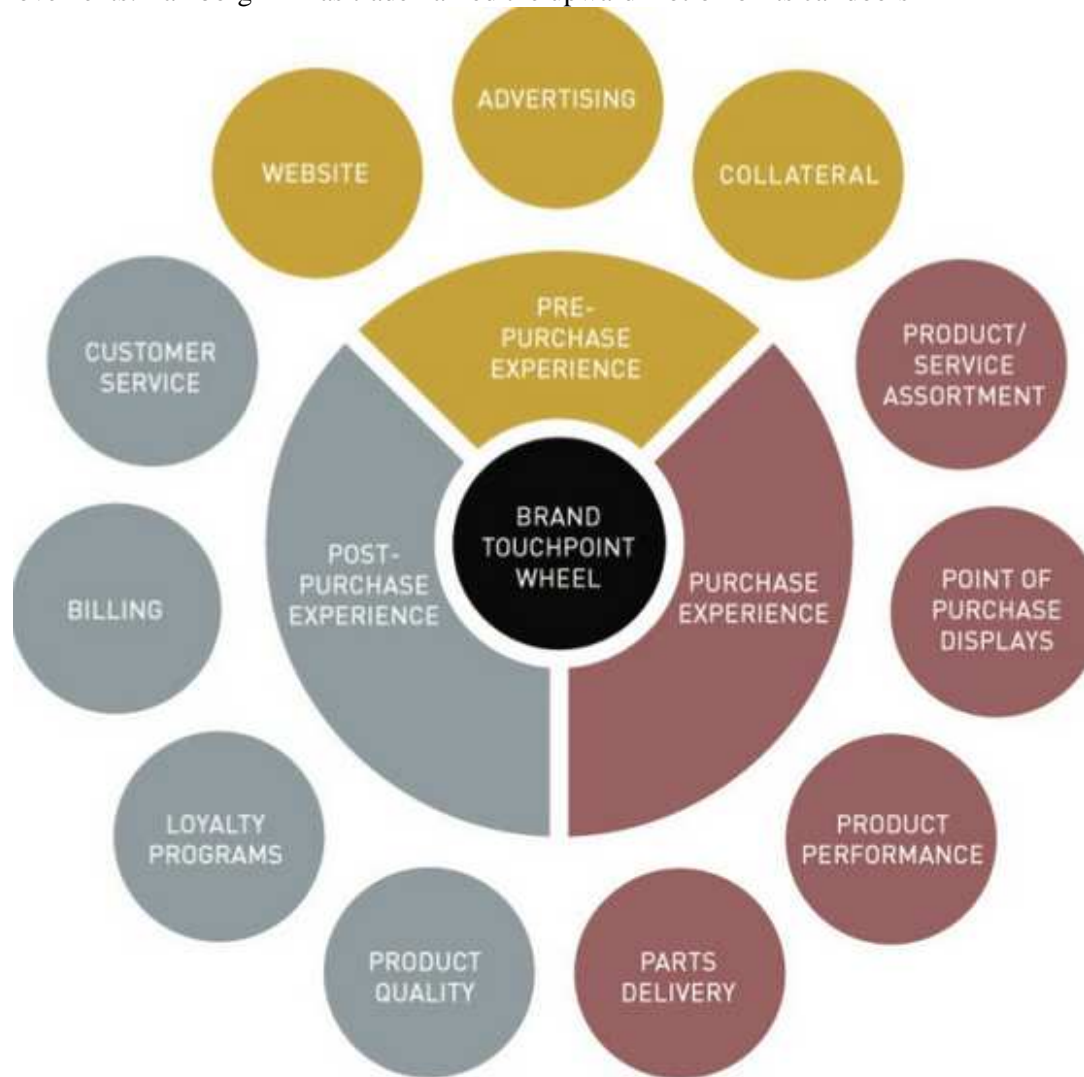 ADVERTISING
WEBSITE
COLLATERAL
PRE-
PURCHASE
EXPERIENCE
CUSTOMER
SERVICE
PRODUCT/
SERVICE
ASSORTMENT
BRAND
TOUCHPOINT
WHEEL
POST-
PURCHASE
EXPERIENCE
PURCHASE
EXPERIENCE
BILLING
POINT OF
PURCHASE
DISPLAYS
LOYALTY
PROGRAMS
PRODUCT
PERFORMANCE
PRODUCT
QUALITY
PARTS
DELIVERY